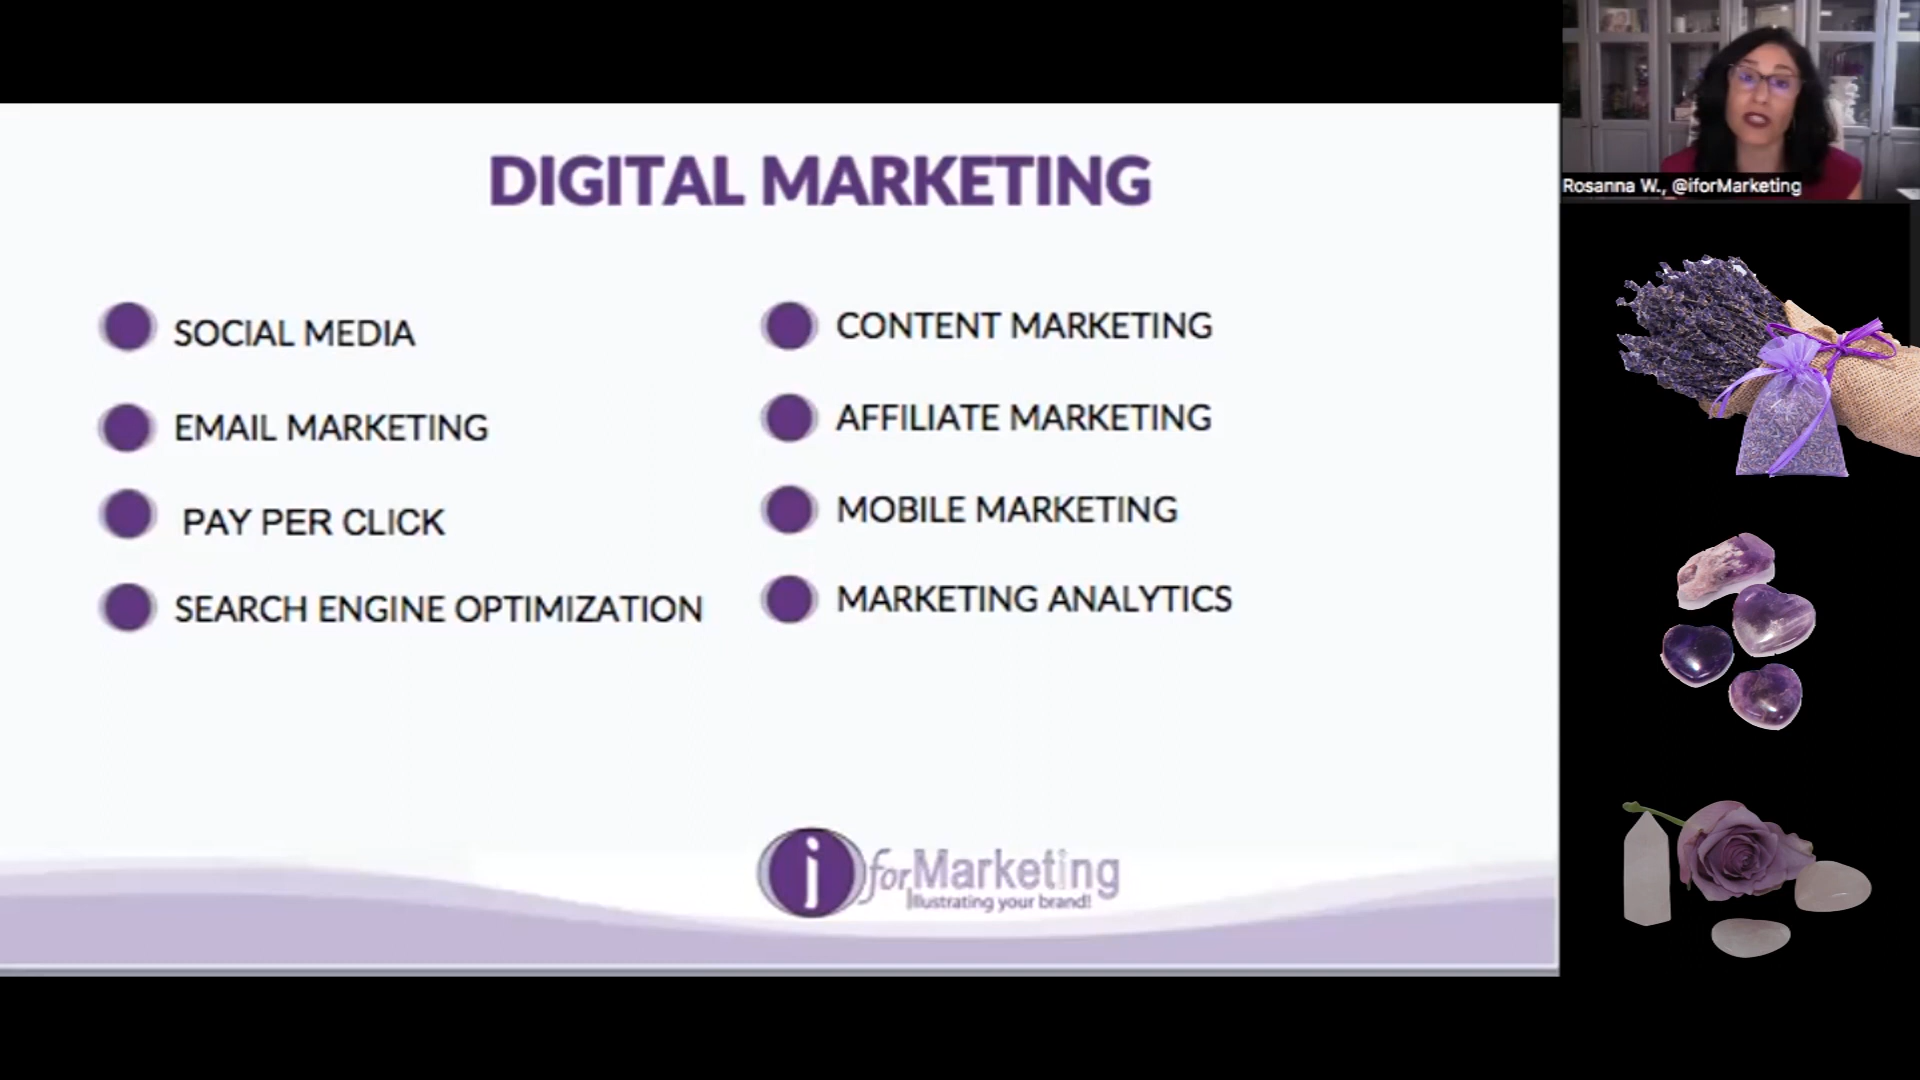 DIGITAL MARKETING
SOCIAL MEDIA
EMAIL MARKETING
PAY PER CLICK
SEARCH ENGINE OPTIMIZATION
CONTENT MARKETING
AFFILIATE MARKETING
MOBILE MARKETING
MARKETING ANALYTICS
i forMarketing
Illustrating your brand!
Rosanna W., @iforMarketing